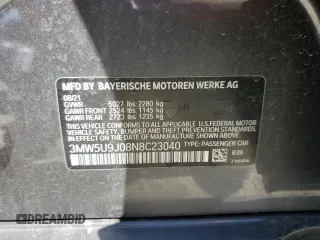 MFD BY BAYERISCHE MOTOREN WERKE AG
08/21
GVWR 5027 lbs 2280 kg
GAWR FRONT 2524 lbs 1145 kg
GAWR REAR 2723 lbs 1235 kg
THIS VEHICLE CONFORMS TO ALL APPLICABLE
U.S. FEDERAL MOTOR VEHICLE SAFETY, BUMPER,
AND THEFT PREVENTION STANDARDS IN EFFECT ON
THE DATE OF MANUFACTURE SHOWN ABOVE.
3MW5U9J08N8C23040 TYPE: PASSENGER CAR